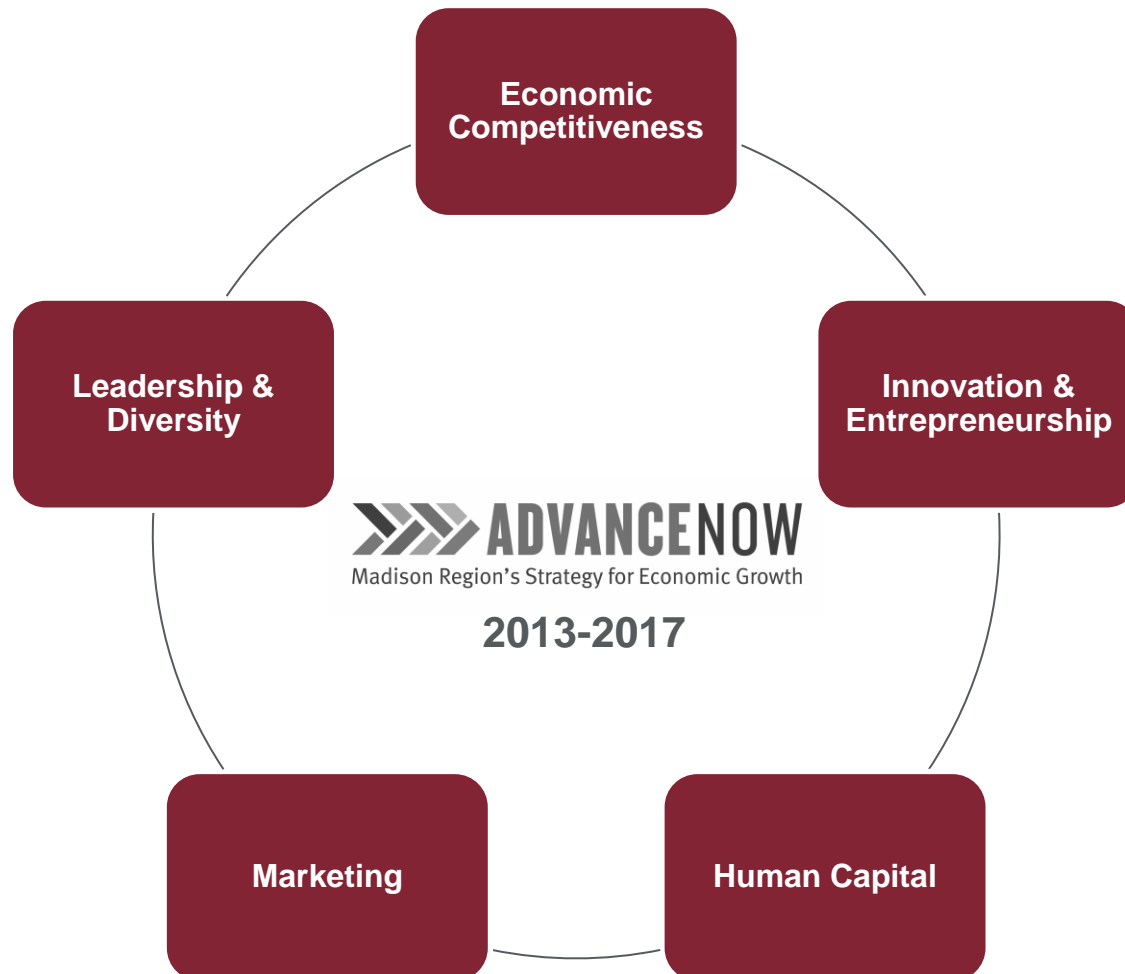 Economic
Competitiveness
Leadership &
Diversity
Innovation &
Entrepreneurship
ADVANCENOW
Madison Region's Strategy for Economic Growth
2013-2017
Marketing
Human Capital